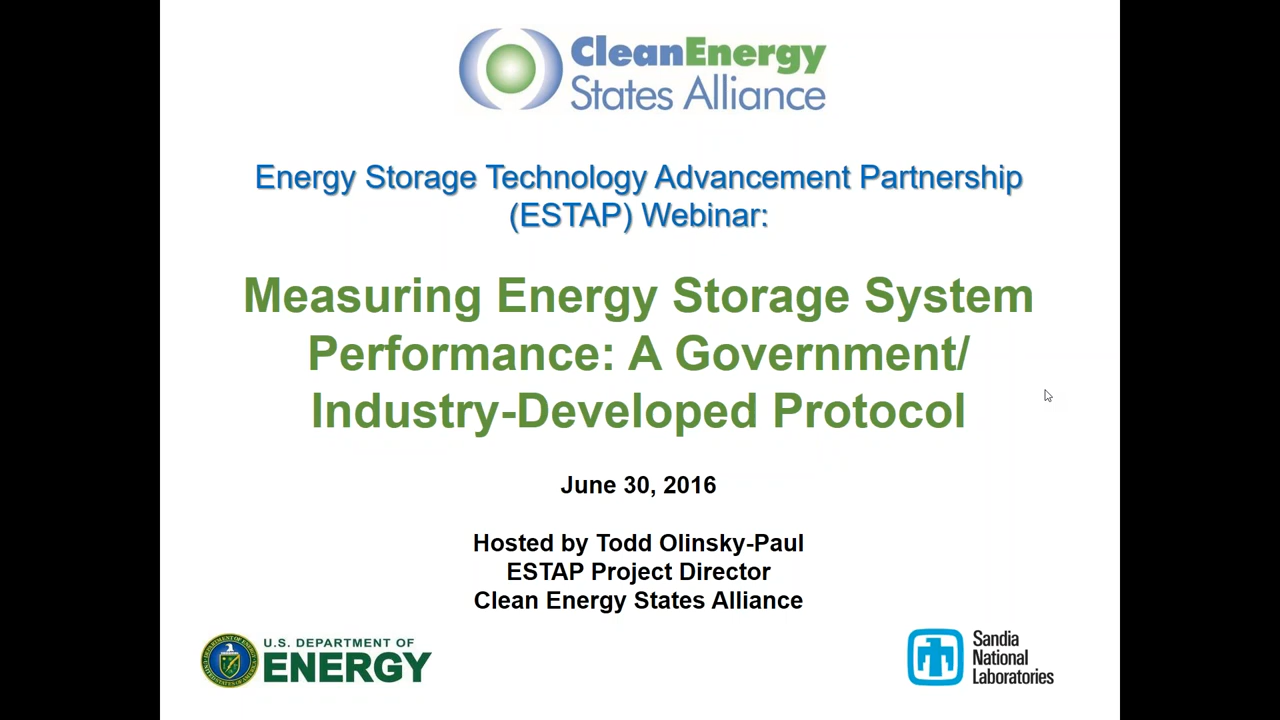 CleanEnergy
States Alliance
Energy Storage Technology Advancement Partnership
(ESTAP) Webinar:
Measuring Energy Storage System
Performance: A Government/
Industry-Developed Protocol
June 30, 2016
Hosted by Todd Olinsky-Paul
ESTAP Project Director
Clean Energy States Alliance
U.S. DEPARTMENT OF
ENERGY
Sandia
National
Laboratories